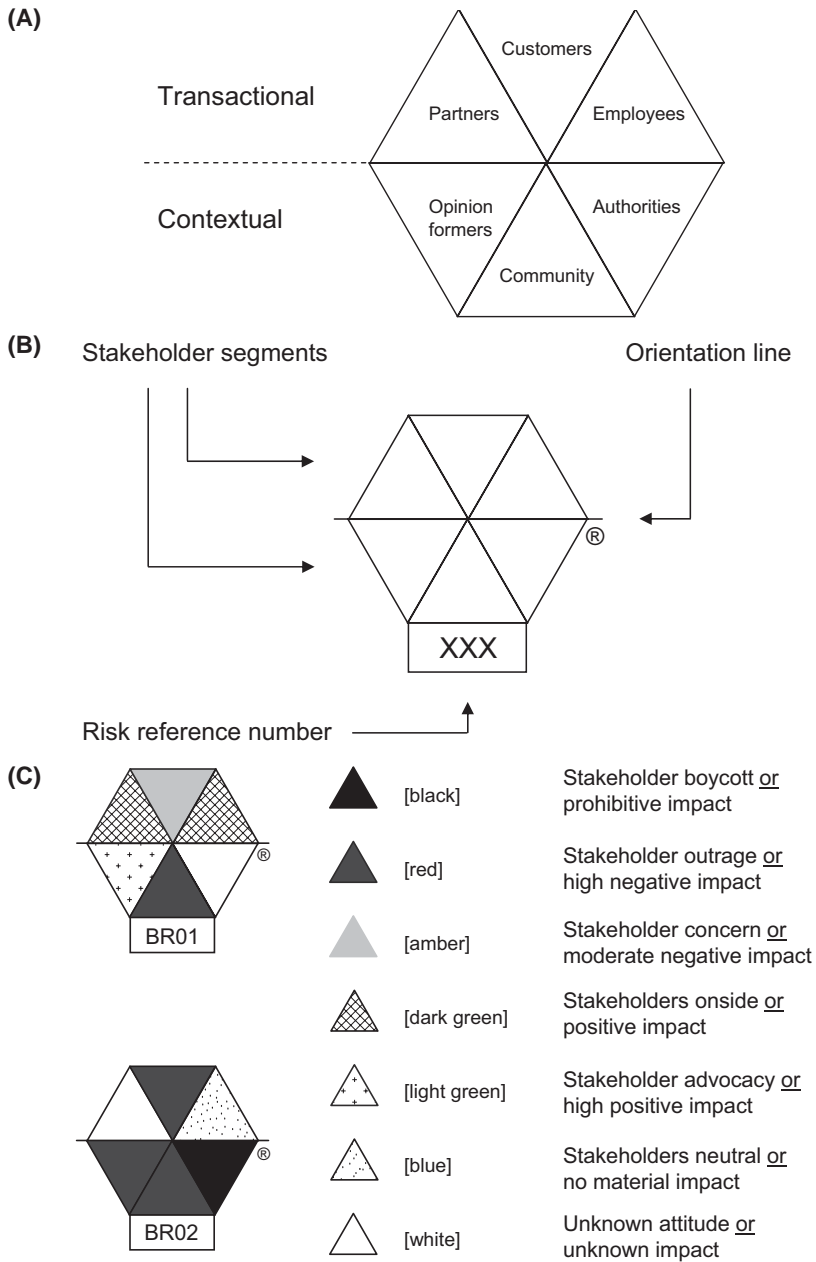 (A)
Customers
Transactional
Partners
Employees
Contextual
Opinion
formers
Authorities
Community
(B)
Stakeholder segments
Orientation line
®
XXX
Risk reference number
(C)
®
BR01
[black]
Stakeholder boycott or
prohibitive impact
[red]
Stakeholder outrage or
high negative impact
[amber]
Stakeholder concern or
moderate negative impact
[dark green]
Stakeholders onside or
positive impact
[light green]
Stakeholder advocacy or
high positive impact
®
BR02
[blue]
Stakeholders neutral or
no material impact
[white]
Unknown attitude or
unknown impact